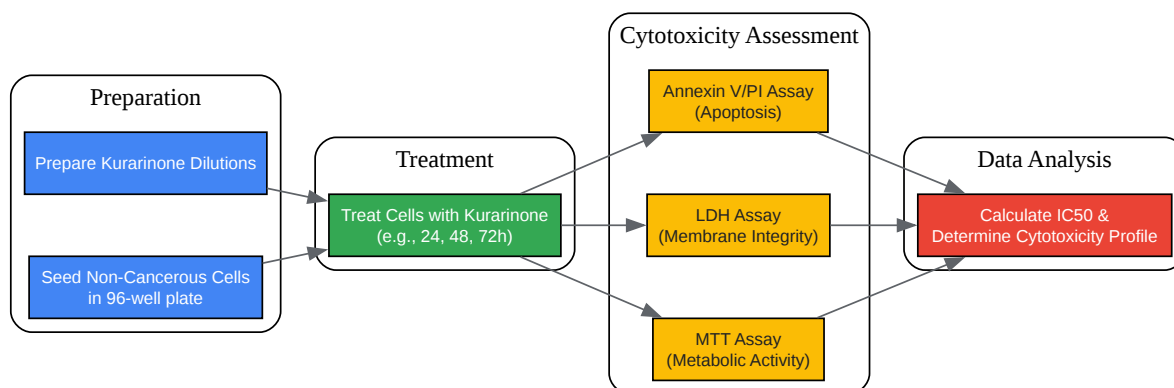 Preparation
Prepare Kurarinone Dilutions
Seed Non-Cancerous Cells
in 96-well plate
Treatment
Treat Cells with Kurarinone
(e.g., 24, 48, 72h)
Cytotoxicity Assessment
Annexin V/PI Assay
(Apoptosis)
LDH Assay
(Membrane Integrity)
MTT Assay
(Metabolic Activity)
Data Analysis
Calculate IC50 &
Determine Cytotoxicity Profile